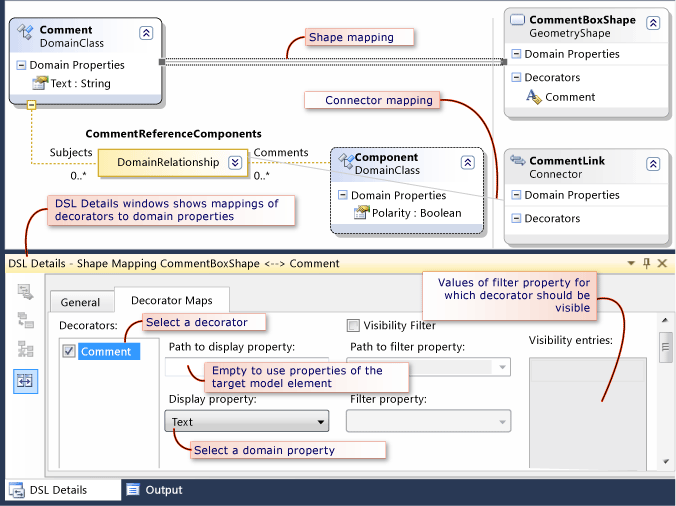 Comment
DomainClass
Domain Properties
Text : String
Shape mapping
CommentBoxShape
GeometryShape
Domain Properties
Decorators
Comment
Connector mapping
CommentReferenceComponents
Subjects
0..*
DomainRelationship
Comments
0..*
Component
DomainClass
Domain Properties
Polarity : Boolean
CommentLink
Connector
Domain Properties
Decorators
DSL Details windows shows mappings of
decorators to domain properties
DSL Details - Shape Mapping CommentBoxShape <--> Comment
General
Decorator Maps
Values of filter property for
which decorator should be
visible
Decorators:
Select a decorator
Comment
Visibility Filter
Path to display property:
Path to filter property:
Visibility entries:
Empty to use properties of the
target model element
Display property:
Filter property:
Text
Select a domain property
DSL Details
Output